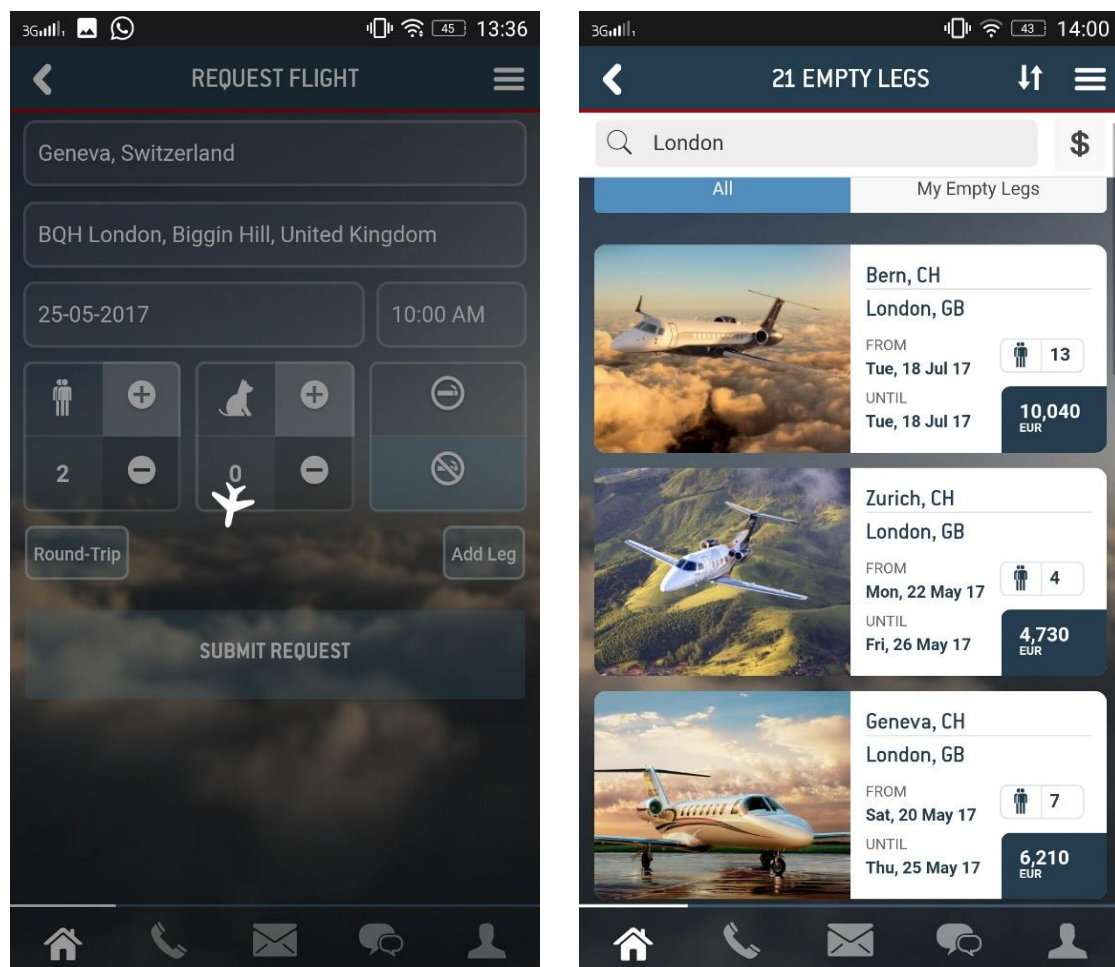 3G 45 13:36
REQUEST FLIGHT
Geneva, Switzerland
BQH London, Biggin Hill, United Kingdom
25-05-2017 10:00 AM
2 0
Round-Trip Add Leg
SUBMIT REQUEST
3G 43 14:00
21 EMPTY LEGS
London $
All My Empty Legs
Bern, CH
London, GB
FROM
Tue, 18 Jul 17 13
UNTIL
Tue, 18 Jul 17 10,040
EUR
Zurich, CH
London, GB
FROM
Mon, 22 May 17 4
UNTIL
Fri, 26 May 17 4,730
EUR
Geneva, CH
London, GB
FROM
Sat, 20 May 17 7
UNTIL
Thu, 25 May 17 6,210
EUR